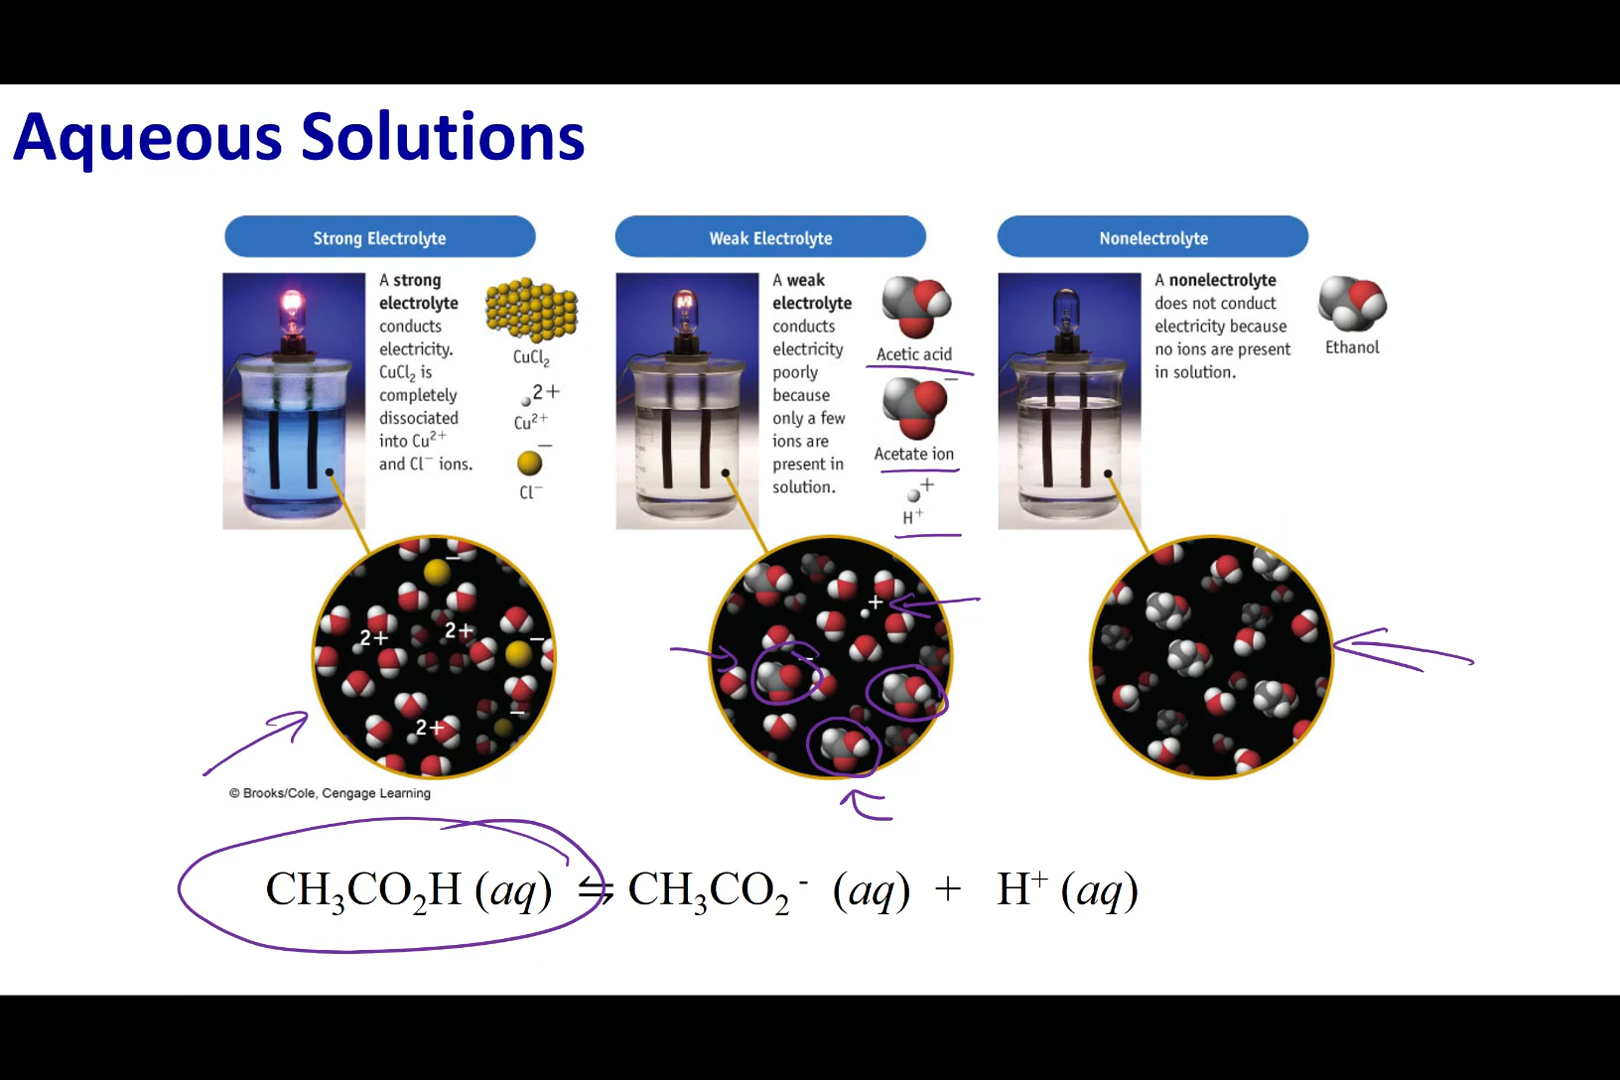 Aqueous Solutions
Strong Electrolyte
A strong
electrolyte
conducts
electricity.
CuCl₂ is
completely
dissociated
into Cu²⁺
and Cl⁻ ions.
CuCl₂
2+
Cu²⁺
−
Cl⁻
2+
2+
2+
−
−
−
Weak Electrolyte
A weak
electrolyte
conducts
electricity
poorly
because
only a few
ions are
present in
solution.
Acetic acid
−
Acetate ion
+
H⁺
+
−
Nonelectrolyte
A nonelectrolyte
does not conduct
electricity because
no ions are present
in solution.
Ethanol
© Brooks/Cole, Cengage Learning
CH₃CO₂H (aq) ⇋ CH₃CO₂⁻ (aq) + H⁺ (aq)